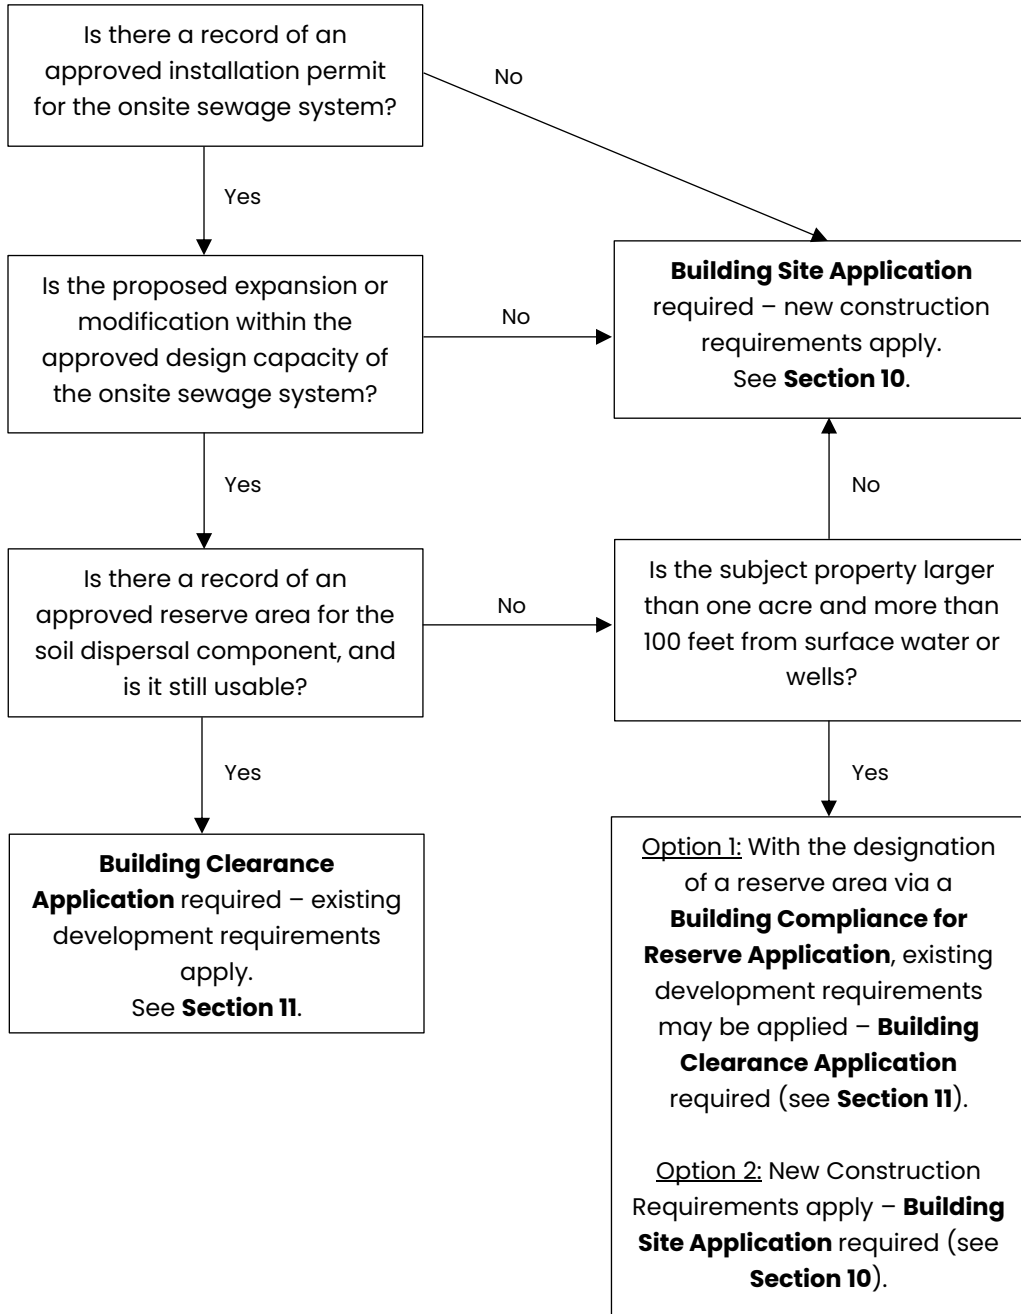 Is there a record of an
approved installation permit
for the onsite sewage system?
No
Yes
Is the proposed expansion or
modification within the
approved design capacity of
the onsite sewage system?
No
Building Site Application
required – new construction
requirements apply.
See Section 10.
Yes
No
Is there a record of an
approved reserve area for the
soil dispersal component, and
is it still usable?
No
Is the subject property larger
than one acre and more than
100 feet from surface water or
wells?
Yes
Yes
Building Clearance
Application required – existing
development requirements
apply.
See Section 11.
Option 1: With the designation
of a reserve area via a
Building Compliance for
Reserve Application, existing
development requirements
may be applied – Building
Clearance Application
required (see Section 11).
Option 2: New Construction
Requirements apply – Building
Site Application required (see
Section 10).